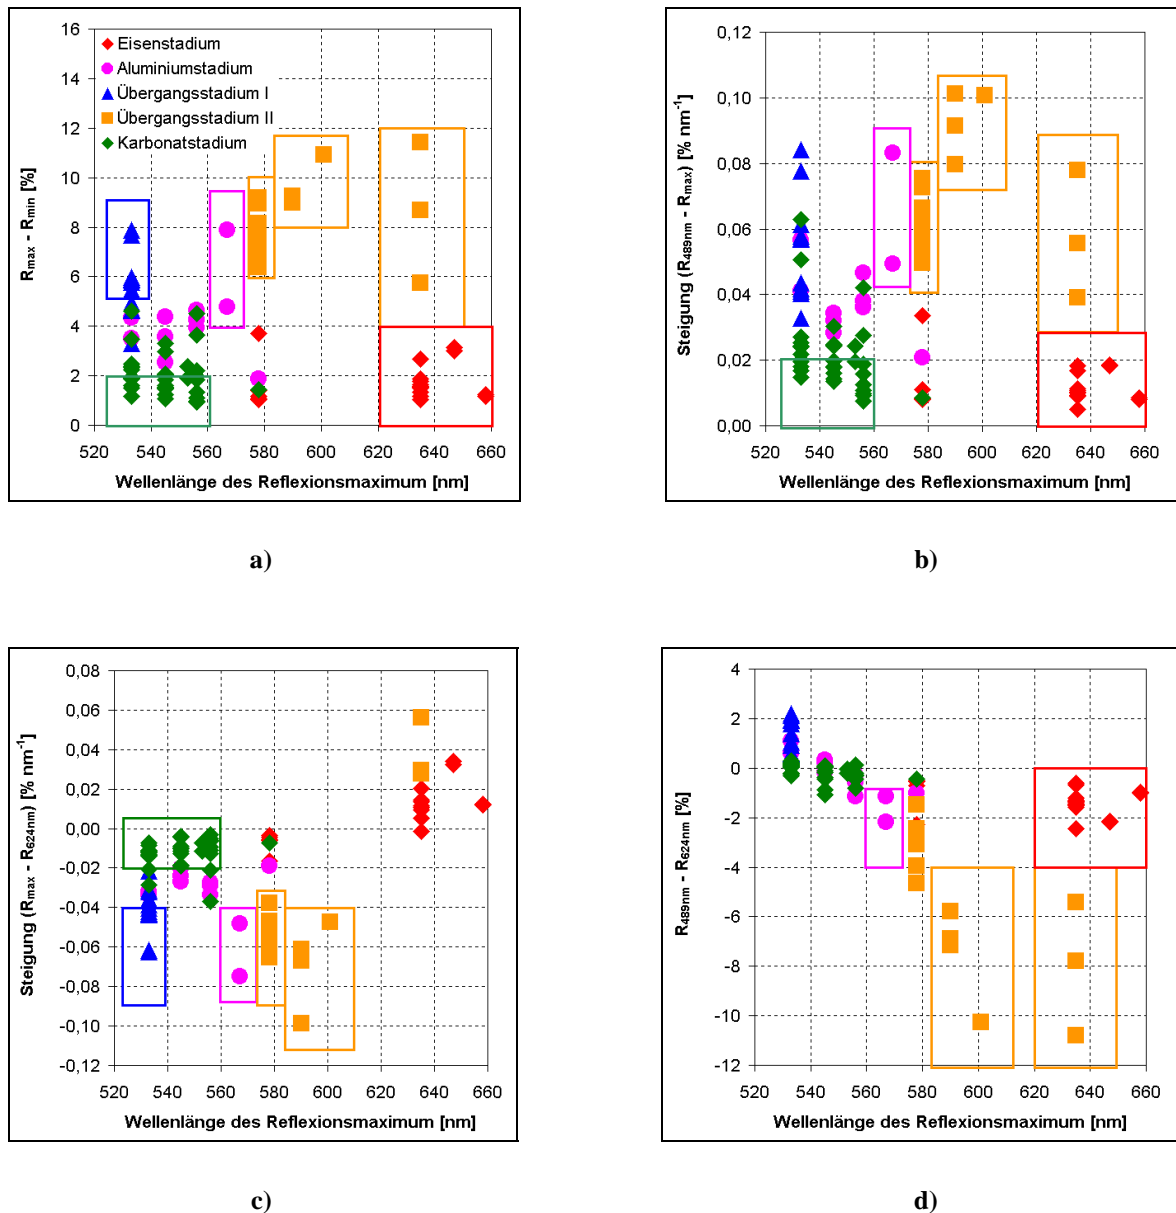 16
14
12
10
8
6
4
2
0
Eisenstadium
Aluminiumstadium
Übergangsstadium I
Übergangsstadium II
Karbonatstadium
520 540 560 580 600 620 640 660
Rmax - Rmin [%]
Wellenlänge des Reflexionsmaximum [nm]
a)
0,12
0,10
0,08
0,06
0,04
0,02
0,00
520 540 560 580 600 620 640 660
Steigung (R489nm - Rmax) [% nm-1]
Wellenlänge des Reflexionsmaximum [nm]
b)
0,08
0,06
0,04
0,02
0,00
-0,02
-0,04
-0,06
-0,08
-0,10
-0,12
520 540 560 580 600 620 640 660
Steigung (Rmax - R624nm) [% nm-1]
Wellenlänge des Reflexionsmaximum [nm]
c)
4
2
0
-2
-4
-6
-8
-10
-12
520 540 560 580 600 620 640 660
R489nm - R624nm [%]
Wellenlänge des Reflexionsmaximum [nm]
d)